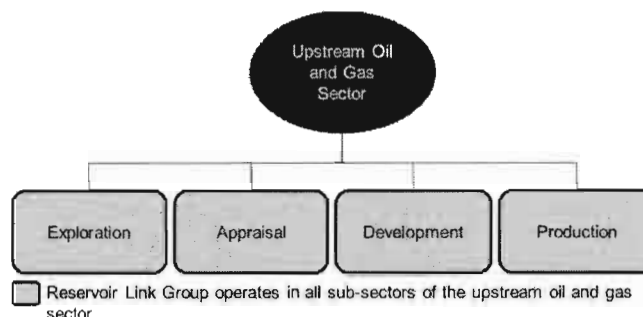 Upstream Oil
and Gas
Sector
Exploration
Appraisal
Development
Production
Reservoir Link Group operates in all sub-sectors of the upstream oil and gas
sector